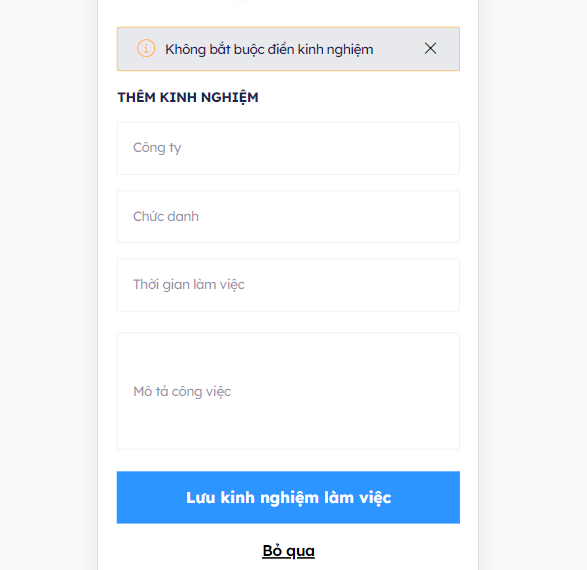 Không bắt buộc điền kinh nghiệm
THÊM KINH NGHIỆM
Công ty
Chức danh
Thời gian làm việc
Mô tả công việc
Lưu kinh nghiệm làm việc
Bỏ qua